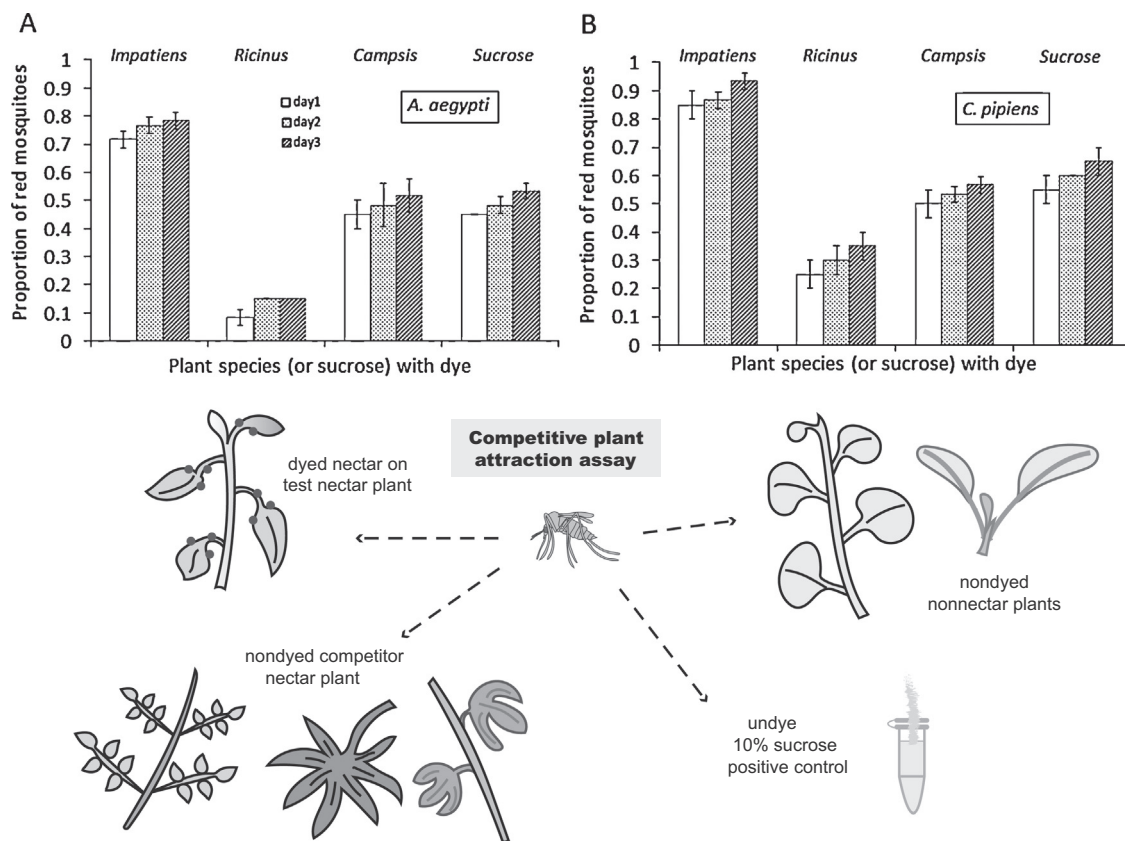 A
Impatiens Ricinus Campsis Sucrose
1
0.9
0.8
0.7
0.6
0.5
0.4
0.3
0.2
0.1
0
Proportion of red mosquitoes
day1
day2
day3
A. aegypti
Plant species (or sucrose) with dye
B
Impatiens Ricinus Campsis Sucrose
1
0.9
0.8
0.7
0.6
0.5
0.4
0.3
0.2
0.1
0
Proportion of red mosquitoes
C. pipiens
Plant species (or sucrose) with dye
Competitive plant
attraction assay
dyed nectar on
test nectar plant
nondyed
nonnectar plants
nondyed competitor
nectar plant
undye
10% sucrose
positive control